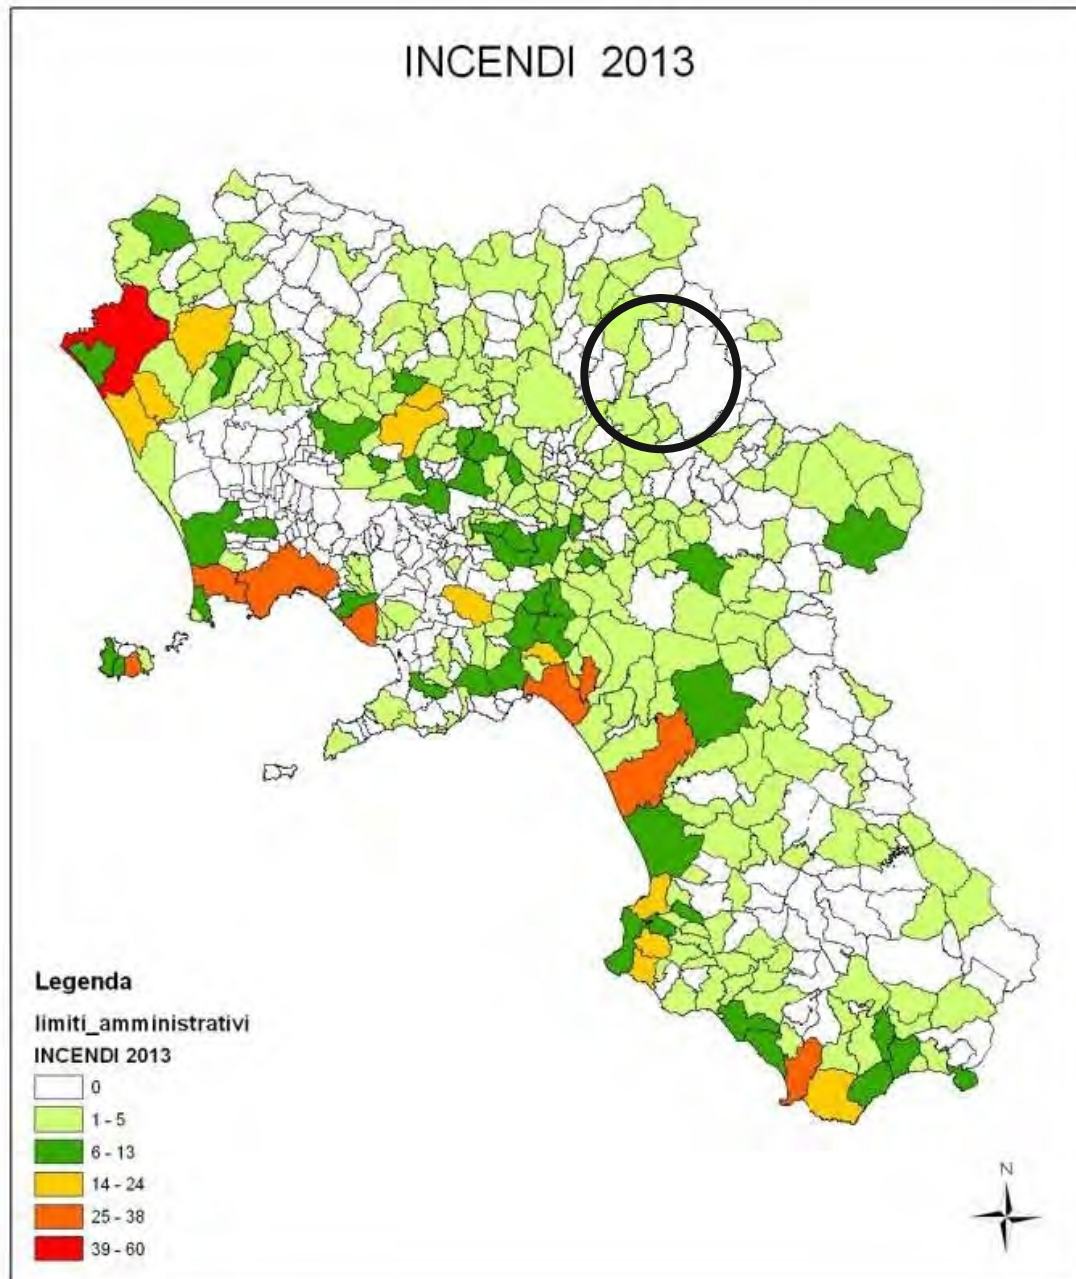 INCENDI 2013
Legenda
limiti_amministrativi
INCENDI 2013
0
1 - 5
6 - 13
14 - 24
25 - 38
39 - 60
N